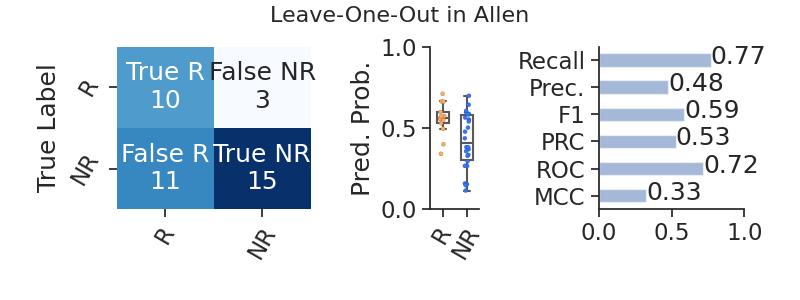 Leave-One-Out in Allen
True Label
R
NR
True R
10
False NR
3
False R
11
True NR
15
R
NR
Pred. Prob.
1.0
0.5
0.0
R
NR
Recall
0.77
Prec.
0.48
F1
0.59
PRC
0.53
ROC
0.72
MCC
0.33
0.0 0.5 1.0